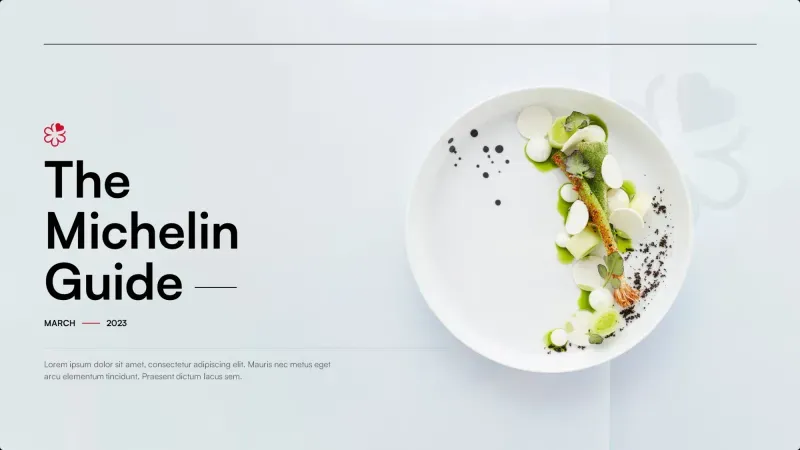 The
Michelin
Guide
MARCH — 2023
Lorem ipsum dolor sit amet, consectetur adipiscing elit. Mauris nec metus eget
arcu elementum tincidunt. Praesent dictum lacus sem.